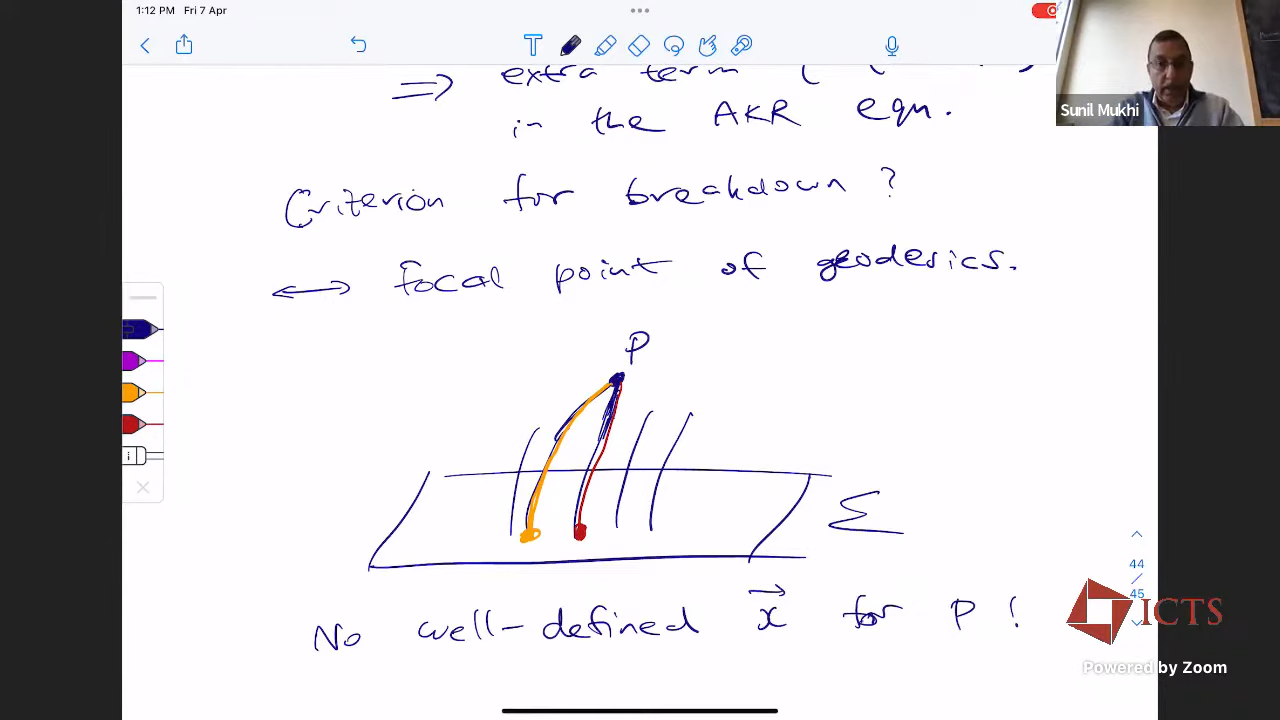 1:12 PM Fri 7 Apr
Sunil Mukhi
⇒ extra term
in the AKR eqn.
Criterion for breakdown ?
↔ focal point of geodesics.
P
Σ
No well-defined x⃗ for P !
44
45
ICTS
Powered by Zoom